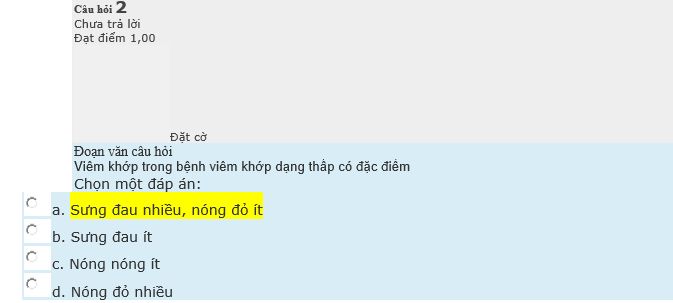 Câu hỏi 2
Chưa trả lời
Đạt điểm 1,00
Đặt cờ
Đoạn văn câu hỏi
Viêm khớp trong bệnh viêm khớp dạng thấp có đặc điểm
Chọn một đáp án:
a. Sưng đau nhiều, nóng đỏ ít
b. Sưng đau ít
c. Nóng nóng ít
d. Nóng đỏ nhiều